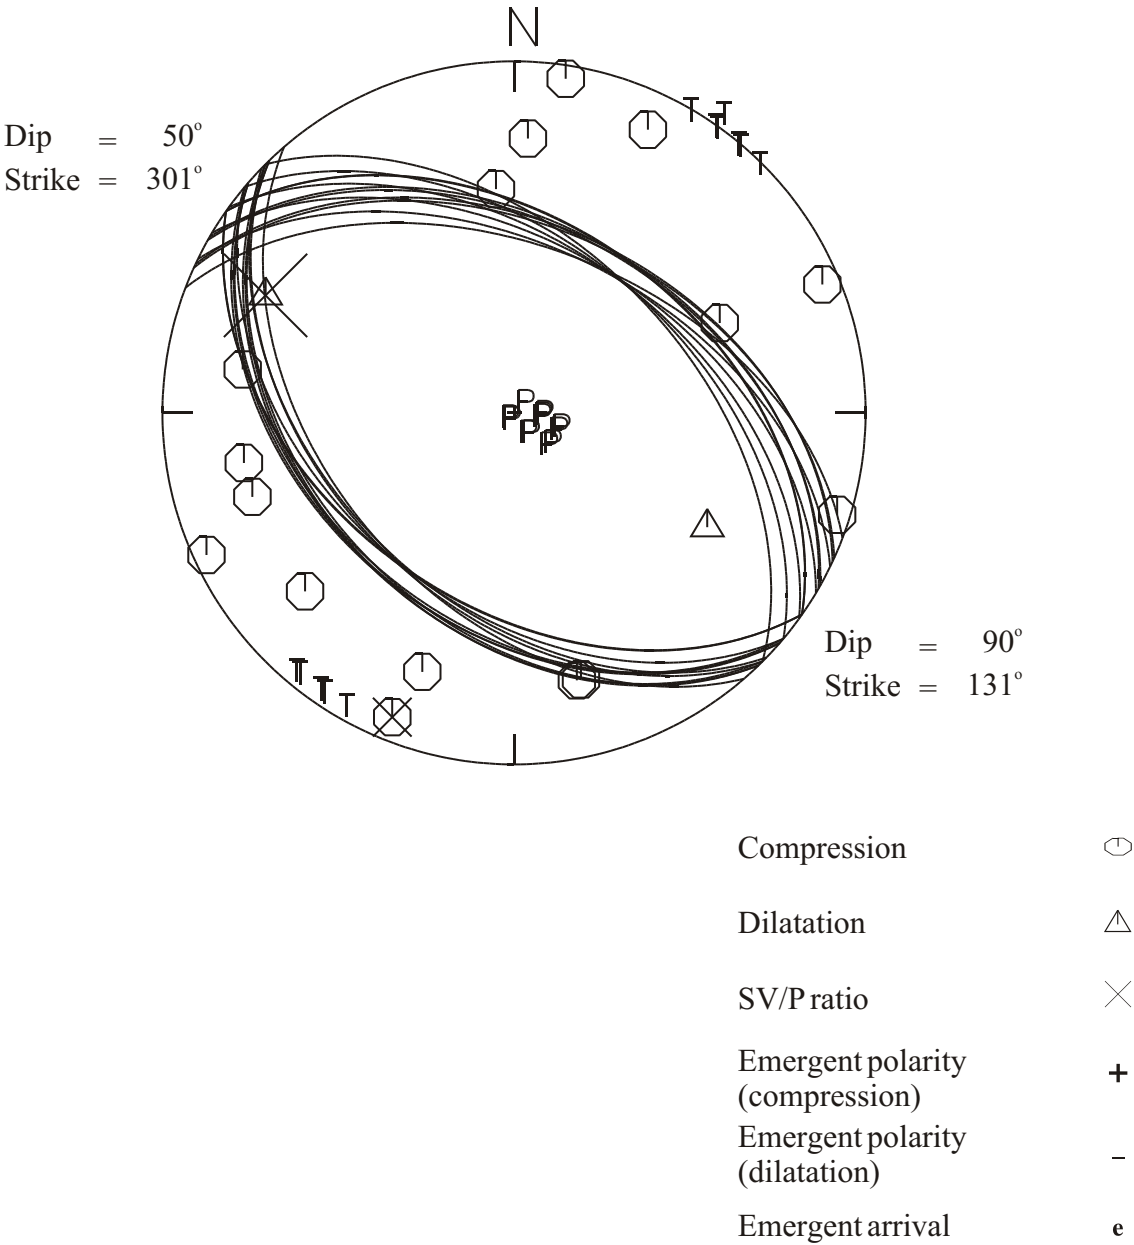 N
Dip = 50°
Strike = 301°
T T
T
T
T
P
P P
P P
P
Dip = 90°
Strike = 131°
T
T T
Compression
Dilatation
SV/P ratio
Emergent polarity
(compression) +
Emergent polarity
(dilatation) –
Emergent arrival e